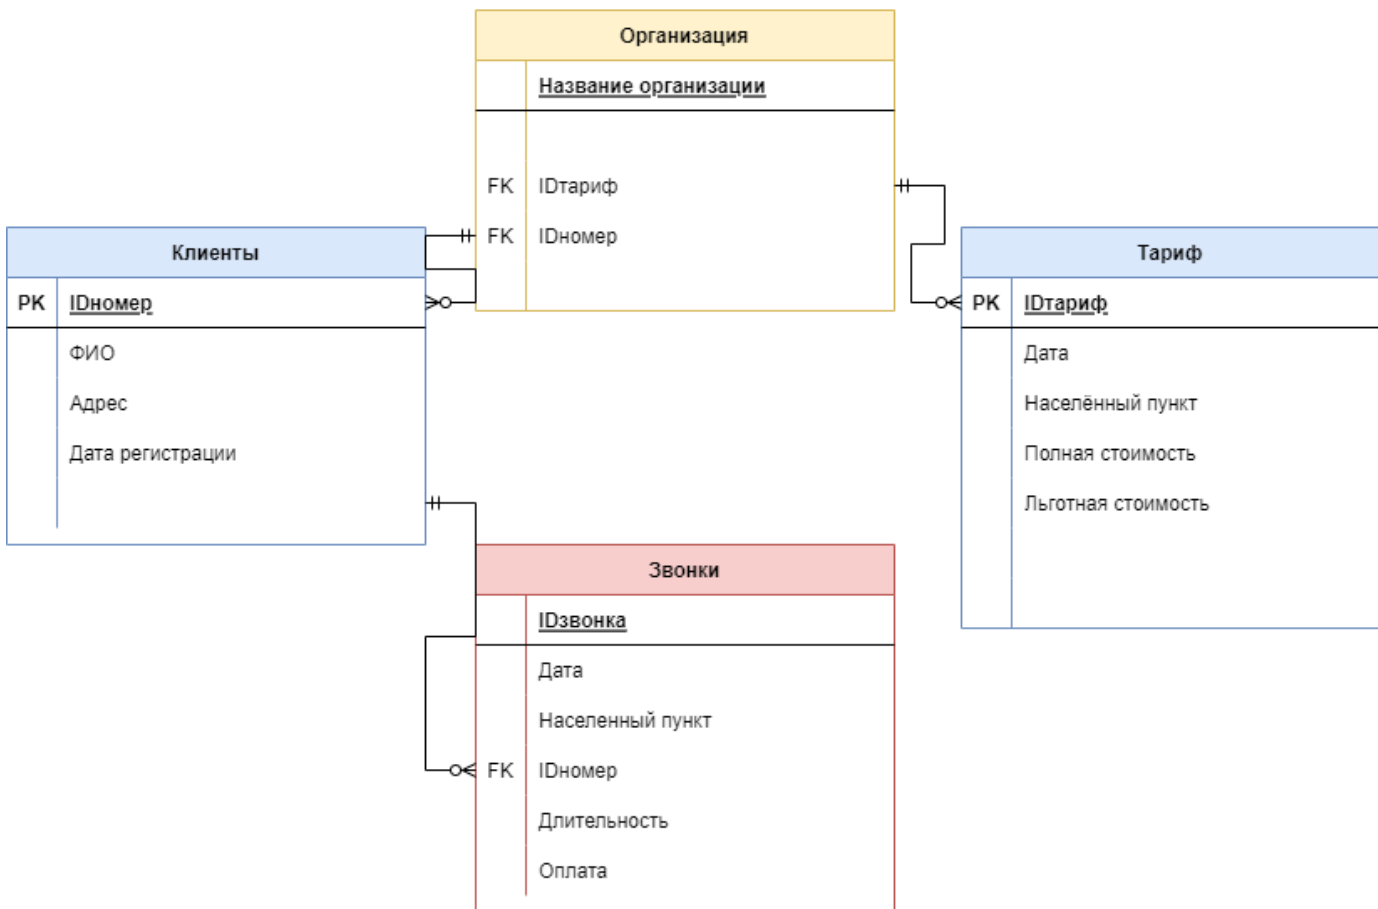 Организация
Название организации
FK IDтариф
FK IDномер
Клиенты
PK IDномер
ФИО
Адрес
Дата регистрации
Тариф
PK IDтариф
Дата
Населённый пункт
Полная стоимость
Льготная стоимость
Звонки
IDзвонка
Дата
Населенный пункт
FK IDномер
Длительность
Оплата